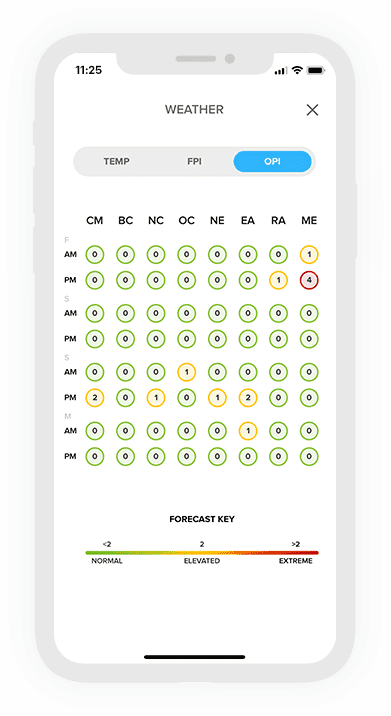 11:25
WEATHER
TEMP FPI OPI
CM BC NC OC NE EA RA ME
F
AM 0 0 0 0 0 0 0 1
PM 0 0 0 0 0 0 1 4
S
AM 0 0 0 0 0 0 0 0
PM 0 0 0 0 0 0 0 0
S
AM 0 0 0 1 0 0 0 0
PM 2 0 1 0 1 2 0 0
M
AM 0 0 0 0 0 1 0 0
PM 0 0 0 0 0 0 0 0
FORECAST KEY
<2 2 >2
NORMAL ELEVATED EXTREME